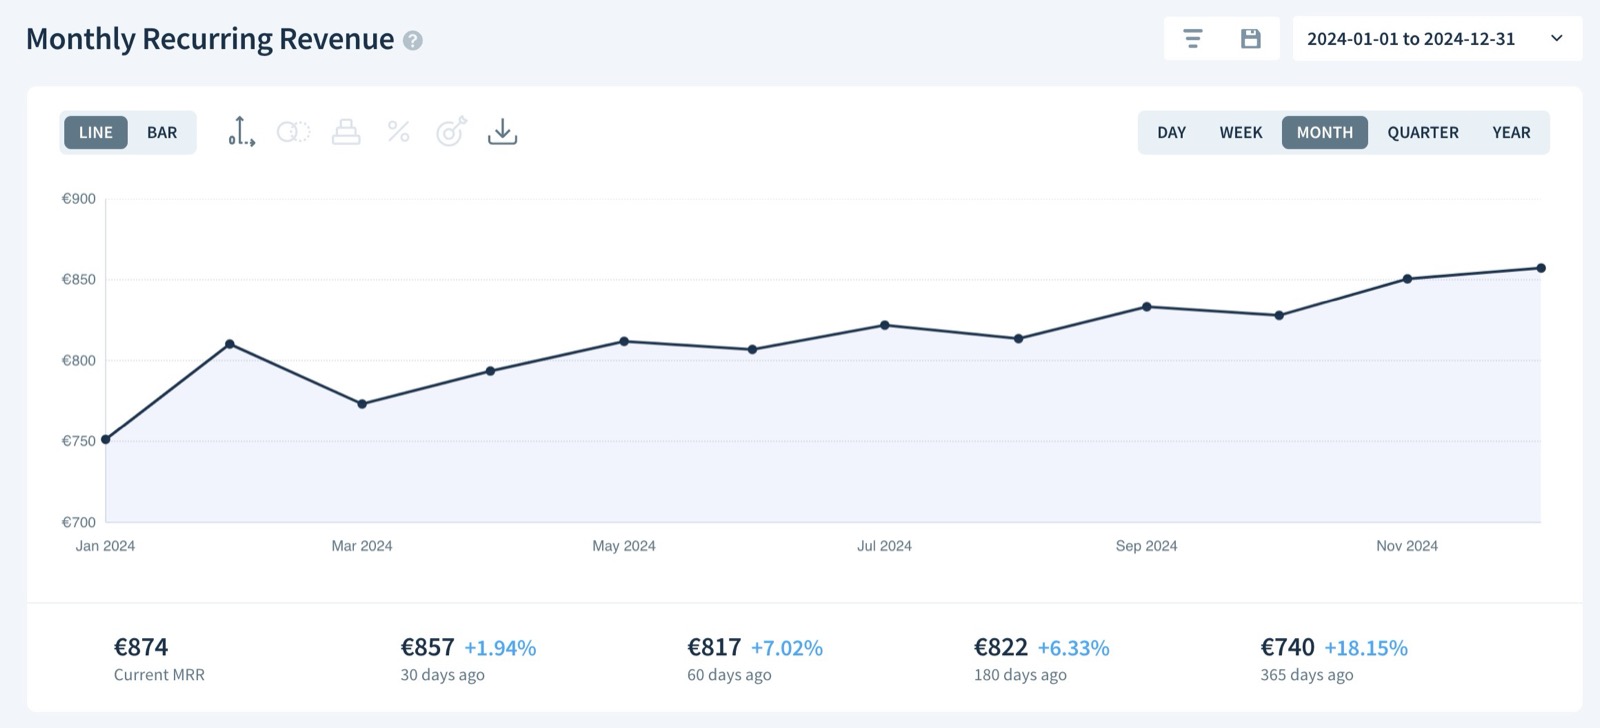 Monthly Recurring Revenue ?
2024-01-01 to 2024-12-31
LINE BAR
%
DAY WEEK MONTH QUARTER YEAR
€900
€850
€800
€750
€700
Jan 2024 Mar 2024 May 2024 Jul 2024 Sep 2024 Nov 2024
€874
Current MRR
€857 +1.94%
30 days ago
€817 +7.02%
60 days ago
€822 +6.33%
180 days ago
€740 +18.15%
365 days ago